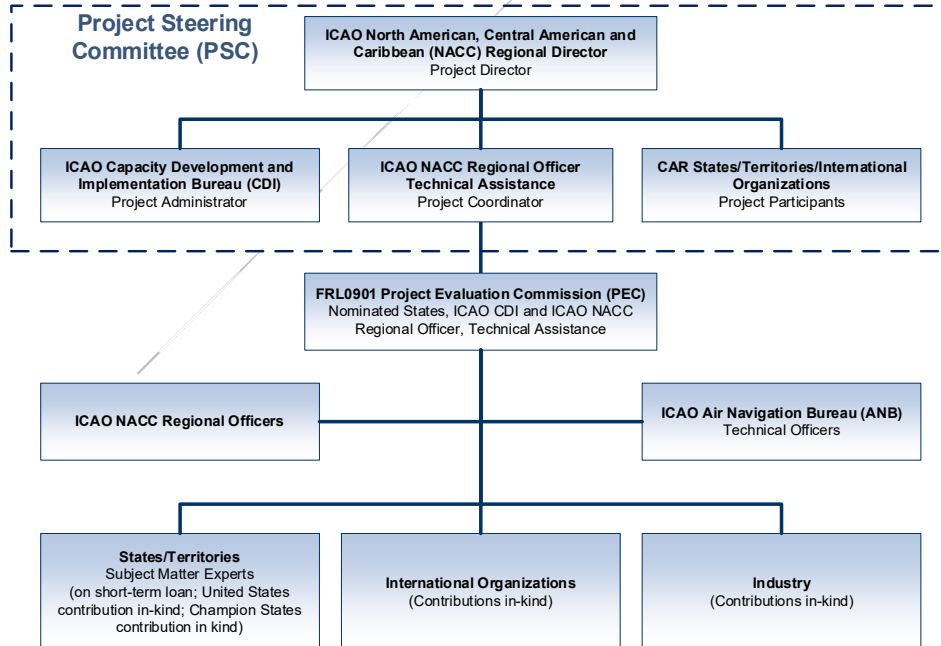 Project Steering
Committee (PSC)
ICAO North American, Central American and
Caribbean (NACC) Regional Director
Project Director
ICAO Capacity Development and
Implementation Bureau (CDI)
Project Administrator
ICAO NACC Regional Officer
Technical Assistance
Project Coordinator
CAR States/Territories/International
Organizations
Project Participants
FRL0901 Project Evaluation Commission (PEC)
Nominated States, ICAO CDI and ICAO NACC
Regional Officer, Technical Assistance
ICAO NACC Regional Officers
ICAO Air Navigation Bureau (ANB)
Technical Officers
States/Territories
Subject Matter Experts
(on short-term loan; United States
contribution in-kind; Champion States
contribution in kind)
International Organizations
(Contributions in-kind)
Industry
(Contributions in-kind)